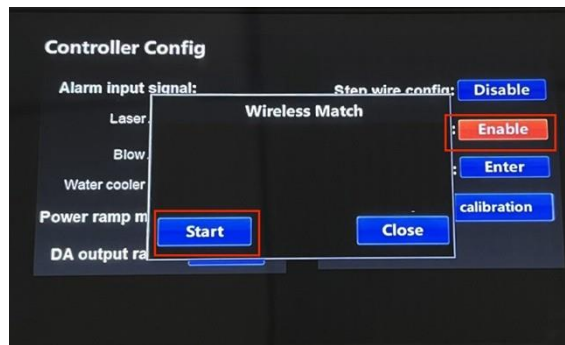 Controller Config
Alarm input signal:
Step wire config: Disable
Wireless Match
Laser
: Enable
Blow
: Enter
Water cooler
calibration
Power ramp m
Start
Close
DA output ra